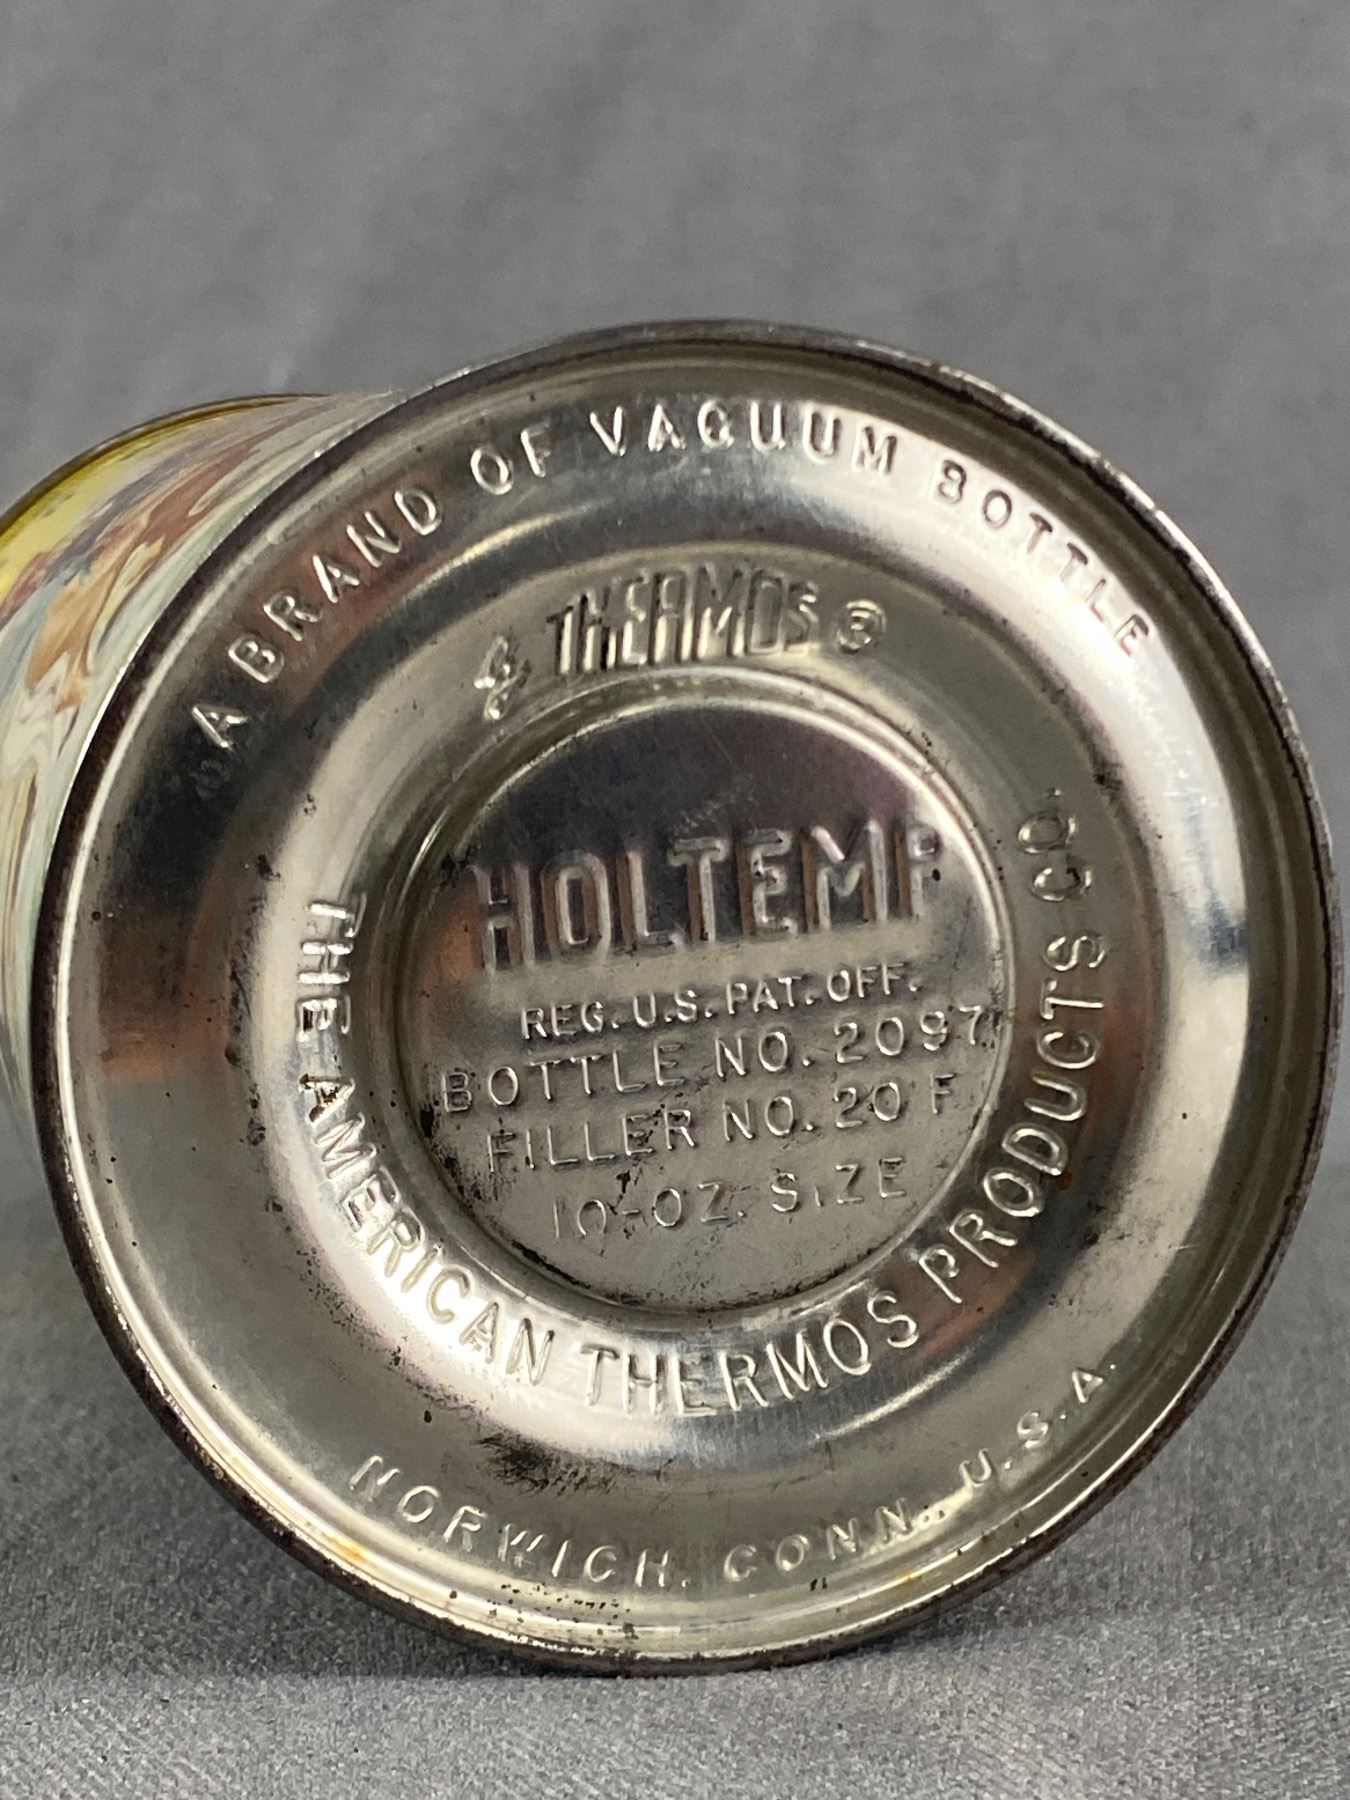 A BRAND OF VACUUM BOTTLE
THERMOS ®
HOLTEMP
REG. U.S. PAT. OFF.
BOTTLE NO. 2097
FILLER NO. 20 F
10-OZ. SIZE
THE AMERICAN THERMOS PRODUCTS CO.
NORWICH, CONN., U.S.A.